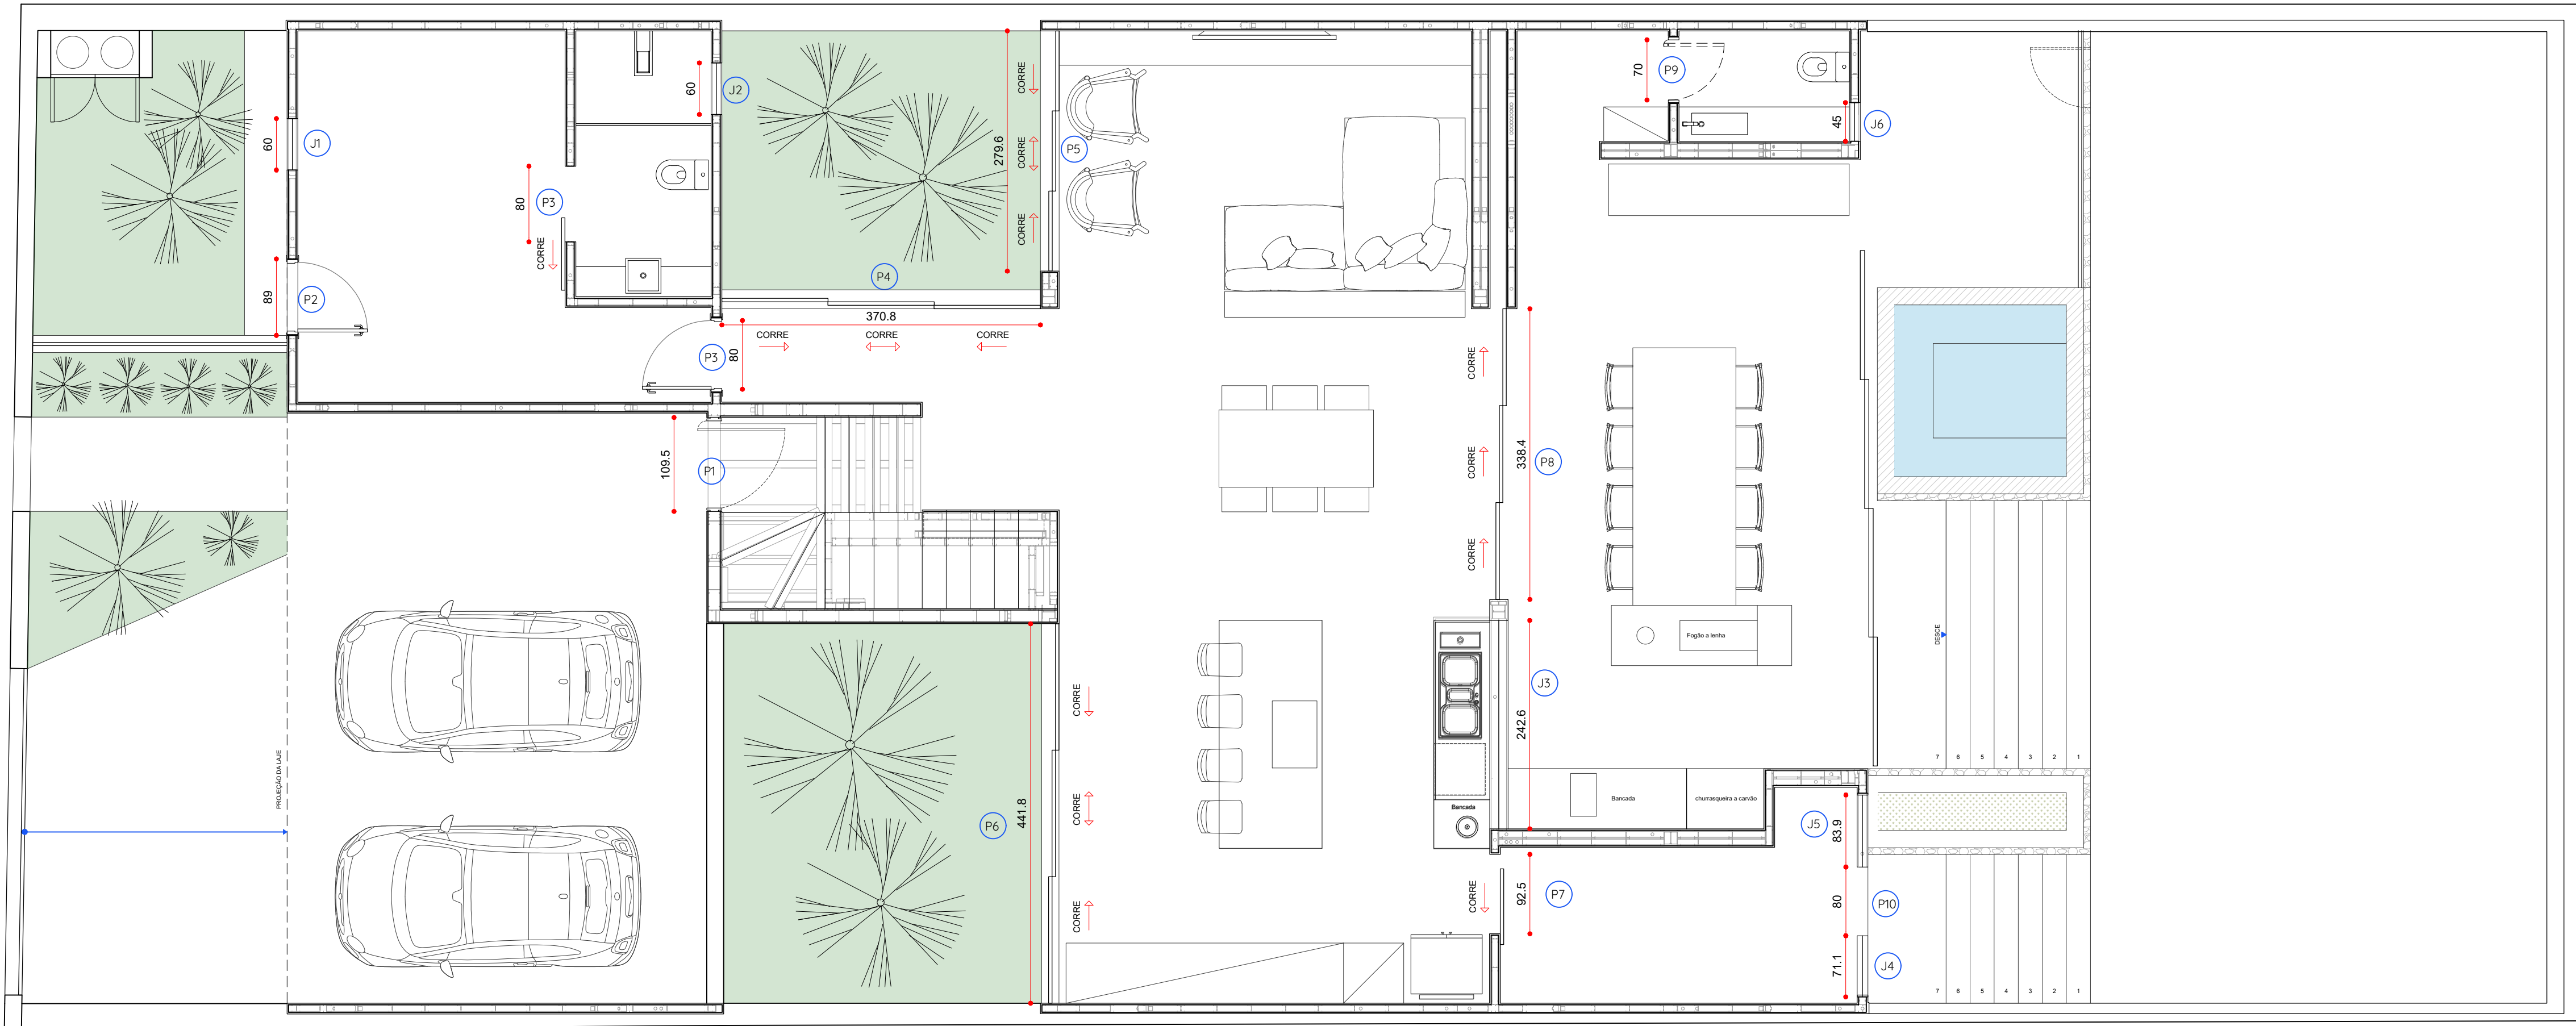 J1
60
P2
89
P3
80
CORRE
J2
60
P3
80
P4
370.8
CORRE
CORRE
CORRE
279.6
CORRE
CORRE
CORRE
P5
P1
109.5
PROJEÇÃO DA LAJE
P6
441.8
CORRE
CORRE
CORRE
CORRE
CORRE
CORRE
338.4
P8
J3
242.6
Bancada
CORRE
92.5
P7
70
P9
45
J6
Fogão a lenha
Bancada
churrasqueira a carvão
J5
83.9
80
P10
71.1
J4
DESCE
7 6 5 4 3 2 1
7 6 5 4 3 2 1